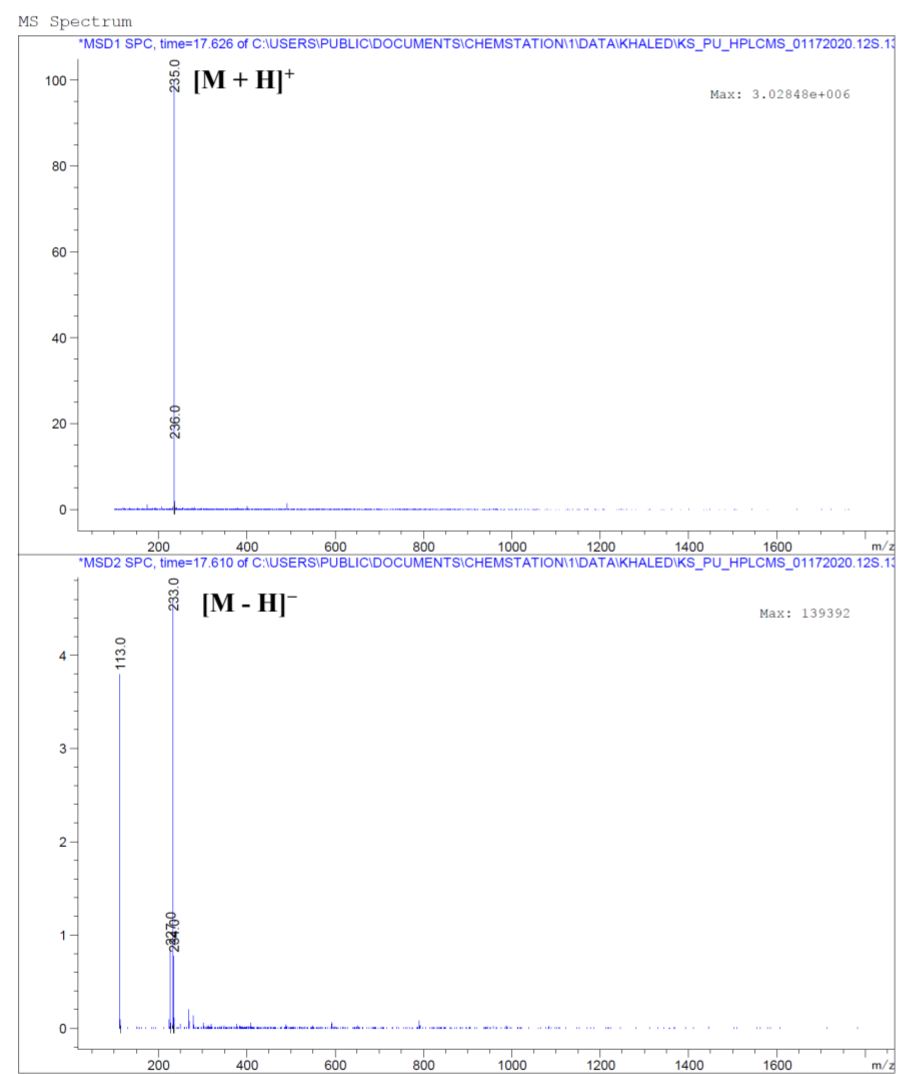 MS Spectrum
*MSD1 SPC, time=17.626 of C:\USERS\PUBLIC\DOCUMENTS\CHEMSTATION\1\DATA\KHALED\KS_PU_HPLCMS_01172020.12S.13
235.0
[M + H]⁺
Max: 3.02848e+006
100
80
60
40
236.0
20
0
200 400 600 800 1000 1200 1400 1600 m/z
*MSD2 SPC, time=17.610 of C:\USERS\PUBLIC\DOCUMENTS\CHEMSTATION\1\DATA\KHALED\KS_PU_HPLCMS_01172020.12S.13
233.0
[M - H]⁻
Max: 139392
113.0
4
3
2
227.0
234.0
1
0
200 400 600 800 1000 1200 1400 1600 m/z